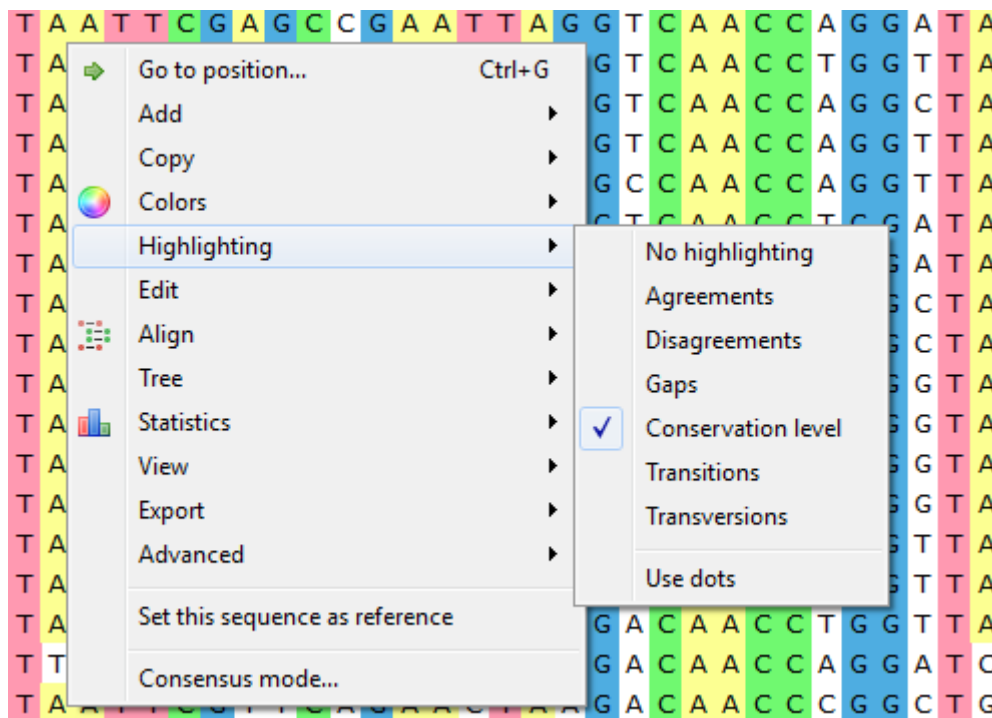 T A A T T C G A G C C G A A T T A G G T C A A C C A G G A T A
T A G T C A A C C T G G T T A
T A G T C A A C C A G G C T A
T A G T C A A C C A G G T T A
T A G C C A A C C A G G T T A
T A G A T A
T A G A T A
T A G C T A
T A G C T A
T A G G T A
T A G G T A
T A G G T A
T A G G T A
T A G T T A
T A G T T A
T A G A C A A C C T G G T T A
T T G A C A A C C A G G A T C
T A G A C A A C C C G G C T G
Go to position... Ctrl+G
Add
Copy
Colors
Highlighting
Edit
Align
Tree
Statistics
View
Export
Advanced
Set this sequence as reference
Consensus mode...
No highlighting
Agreements
Disagreements
Gaps
Conservation level
Transitions
Transversions
Use dots